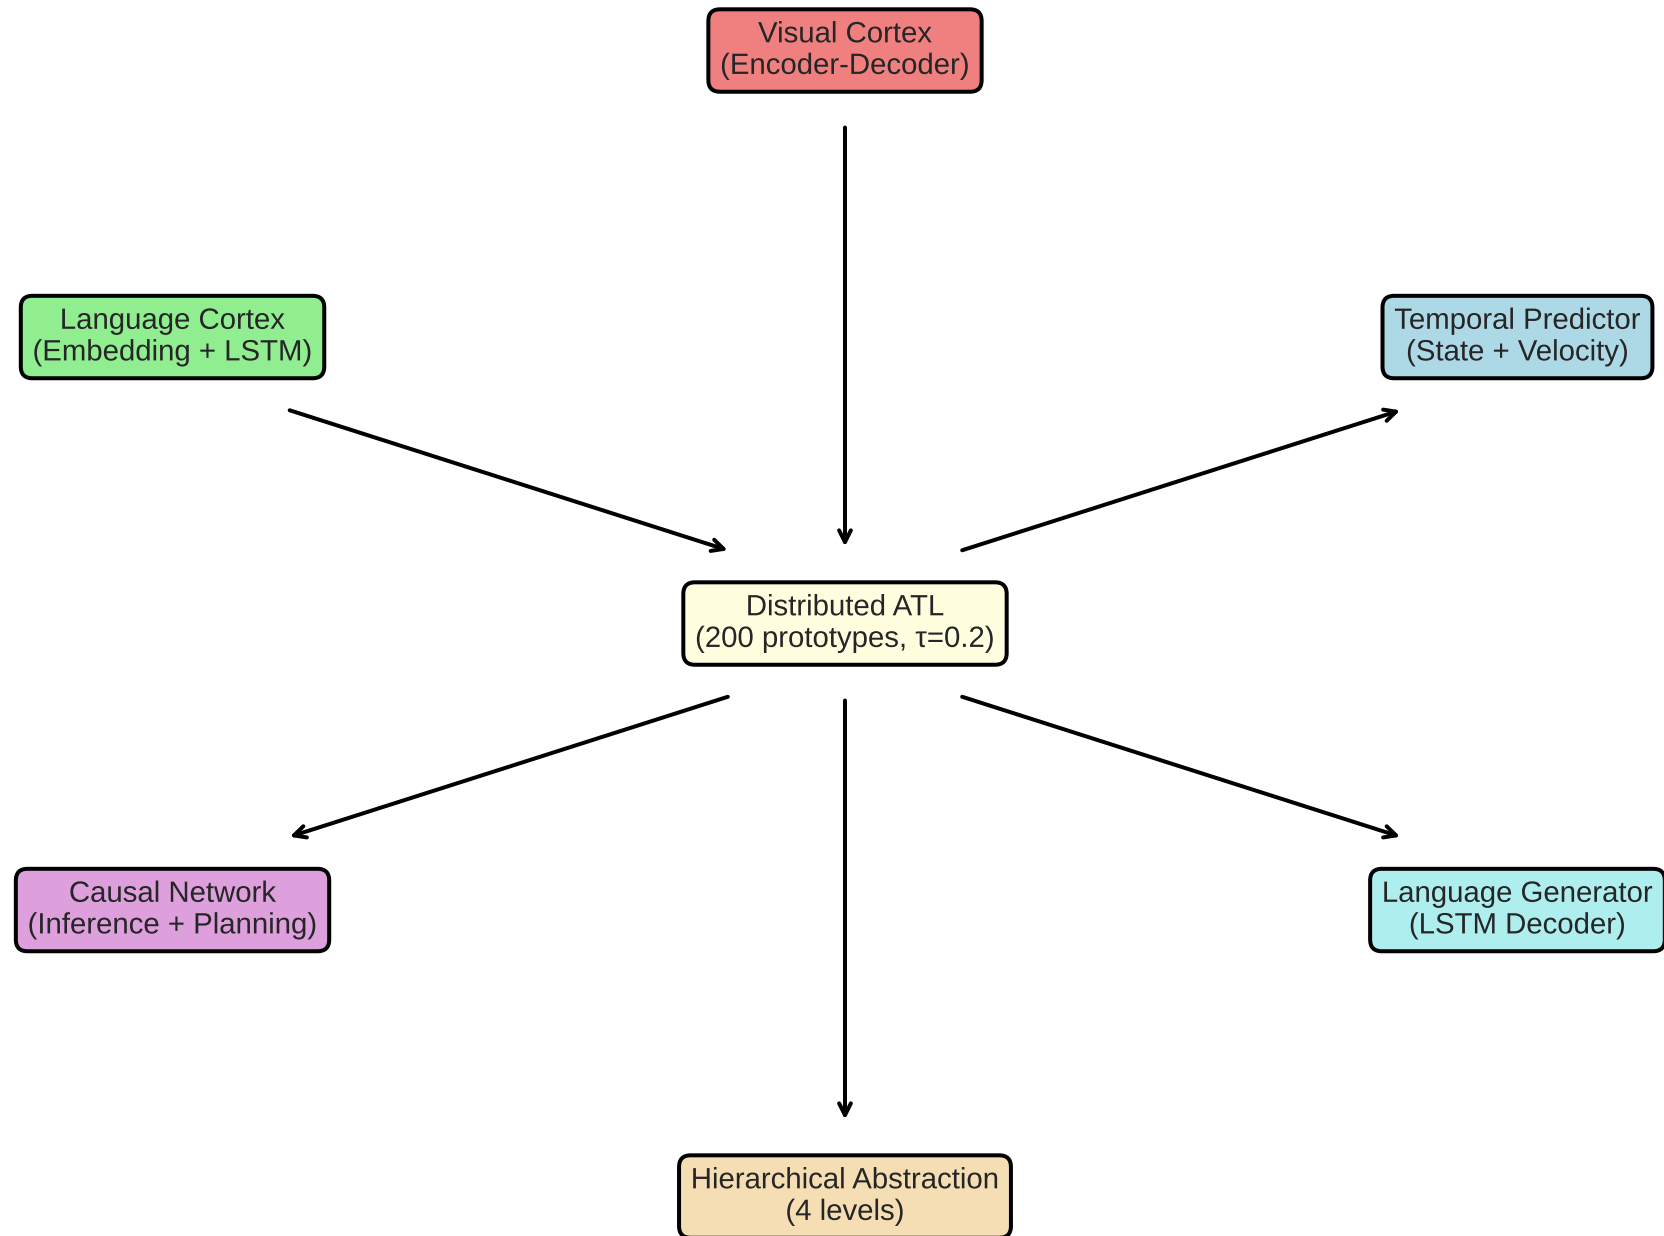 Visual Cortex
(Encoder-Decoder)
Language Cortex
(Embedding + LSTM)
Temporal Predictor
(State + Velocity)
Distributed ATL
(200 prototypes, τ=0.2)
Causal Network
(Inference + Planning)
Language Generator
(LSTM Decoder)
Hierarchical Abstraction
(4 levels)